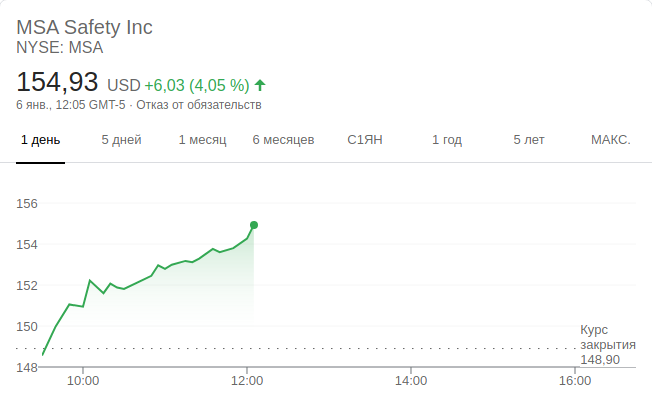 MSA Safety Inc
NYSE: MSA
154,93 USD +6,03 (4,05 %)
6 янв., 12:05 GMT-5 · Отказ от обязательств
1 день 5 дней 1 месяц 6 месяцев С1ЯН 1 год 5 лет МАКС.
156
154
152
150
148
Курс
закрытия
148,90
10:00 12:00 14:00 16:00